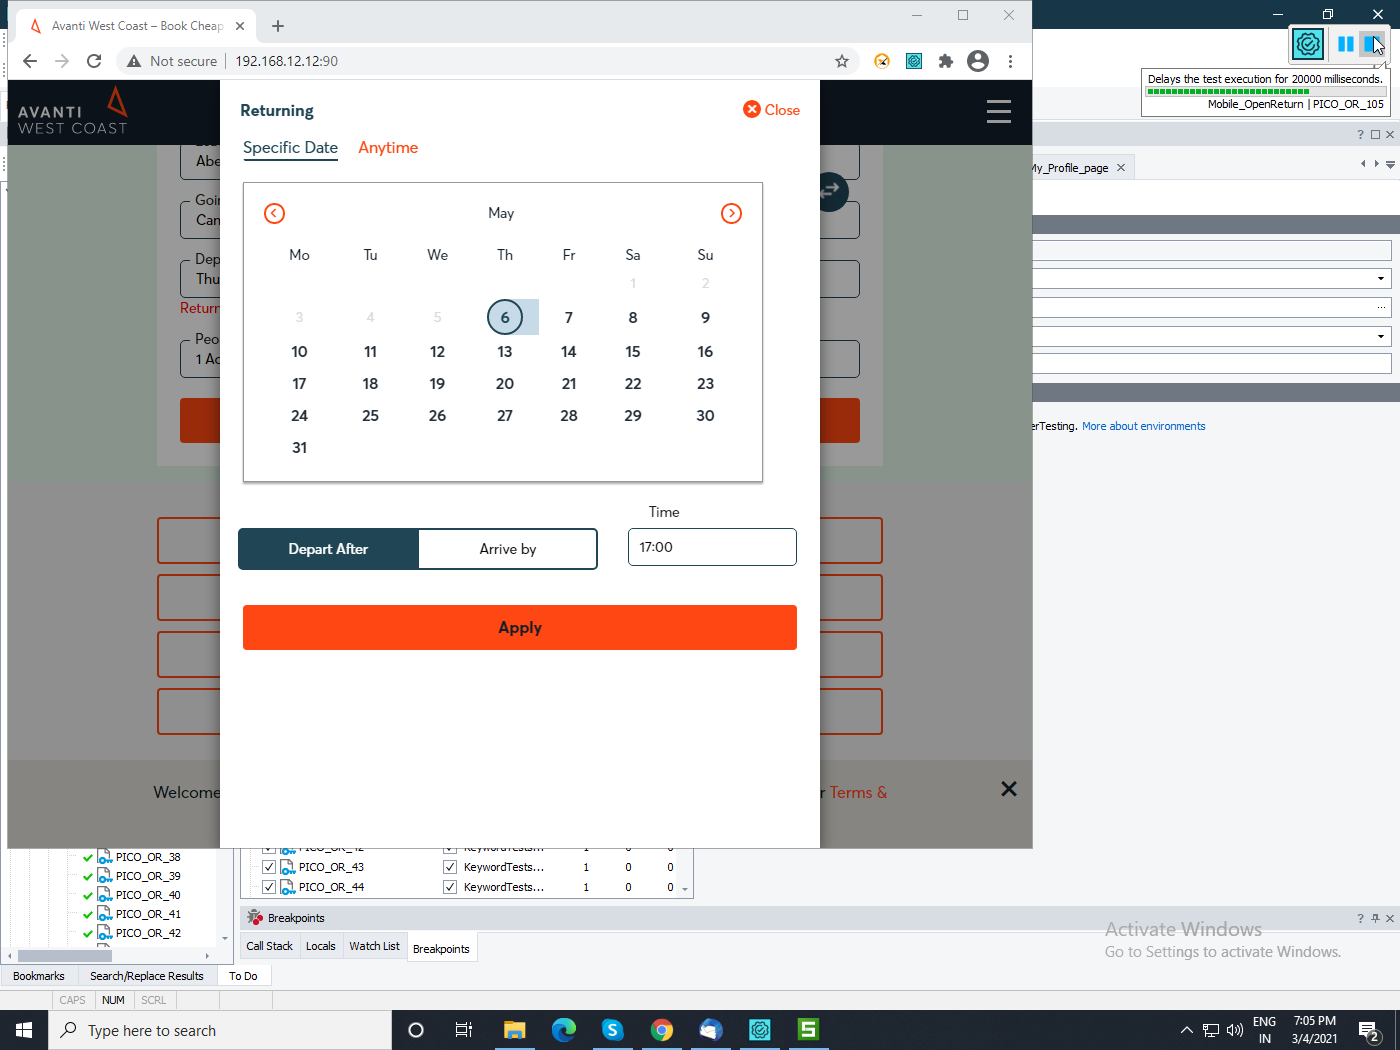 Avanti West Coast – Book Cheap
Not secure
192.168.12.12:90
Delays the test execution for 20000 milliseconds.
Mobile_OpenReturn | PICO_OR_105
AVANTI
WEST COAST
Returning
Close
Specific Date
Anytime
May
Mo Tu We Th Fr Sa Su
1 2
3 4 5 6 7 8 9
10 11 12 13 14 15 16
17 18 19 20 21 22 23
24 25 26 27 28 29 30
31
Time
Depart After
Arrive by
17:00
Apply
Abe
Goi
Can
Dep
Thu
Return
Peo
1 Ad
Welcome
r Terms &
My_Profile_page
erTesting. More about environments
PICO_OR_38
PICO_OR_39
PICO_OR_40
PICO_OR_41
PICO_OR_42
PICO_OR_42 KeywordTests... 1 0 0
PICO_OR_43 KeywordTests... 1 0 0
PICO_OR_44 KeywordTests... 1 0 0
Breakpoints
Call Stack Locals Watch List Breakpoints
Activate Windows
Go to Settings to activate Windows.
Bookmarks Search/Replace Results To Do
CAPS NUM SCRL
Type here to search
ENG
IN
7:05 PM
3/4/2021
2